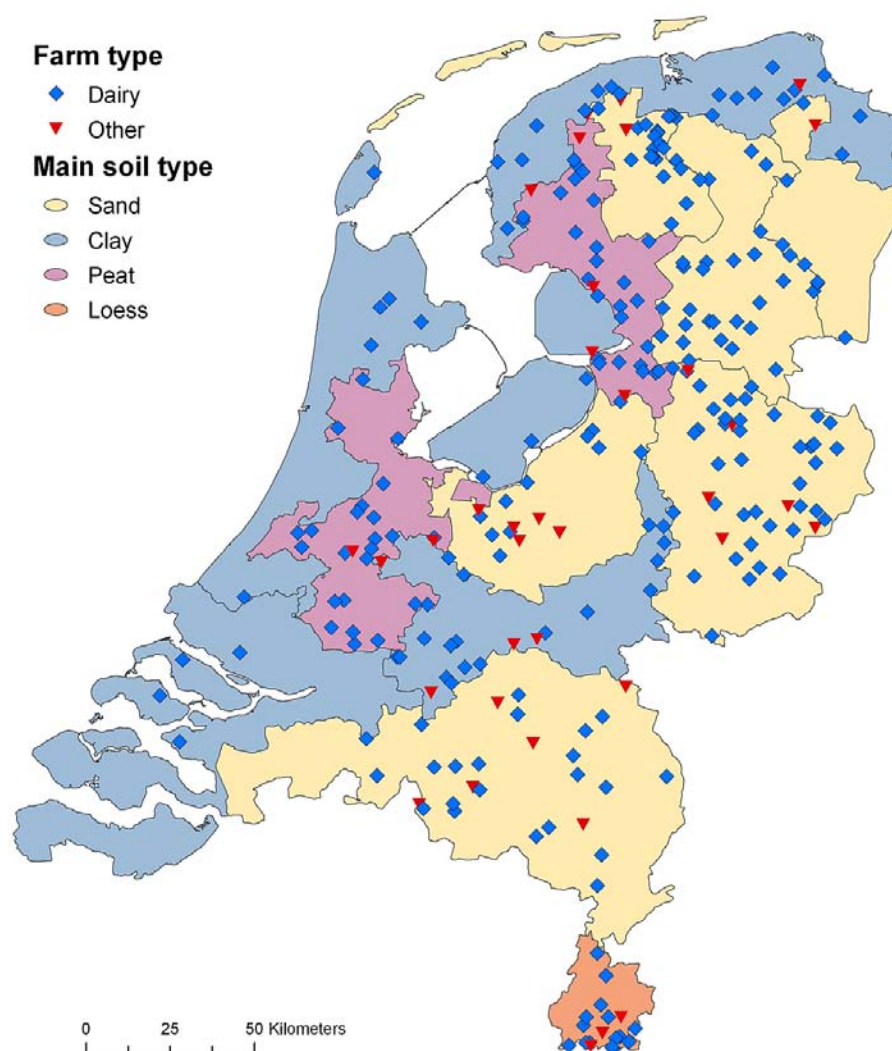 Farm type
Dairy
Other
Main soil type
Sand
Clay
Peat
Loess
0 25 50 Kilometers